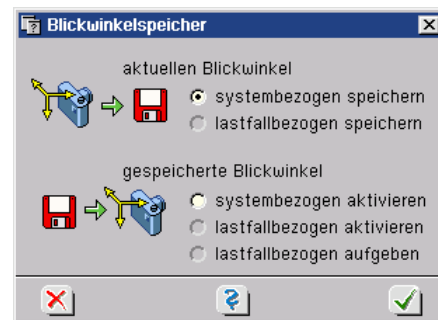 Blickwinkelspeicher
aktuellen Blickwinkel
systembezogen speichern
lastfallbezogen speichern
gespeicherte Blickwinkel
systembezogen aktivieren
lastfallbezogen aktivieren
lastfallbezogen aufgeben